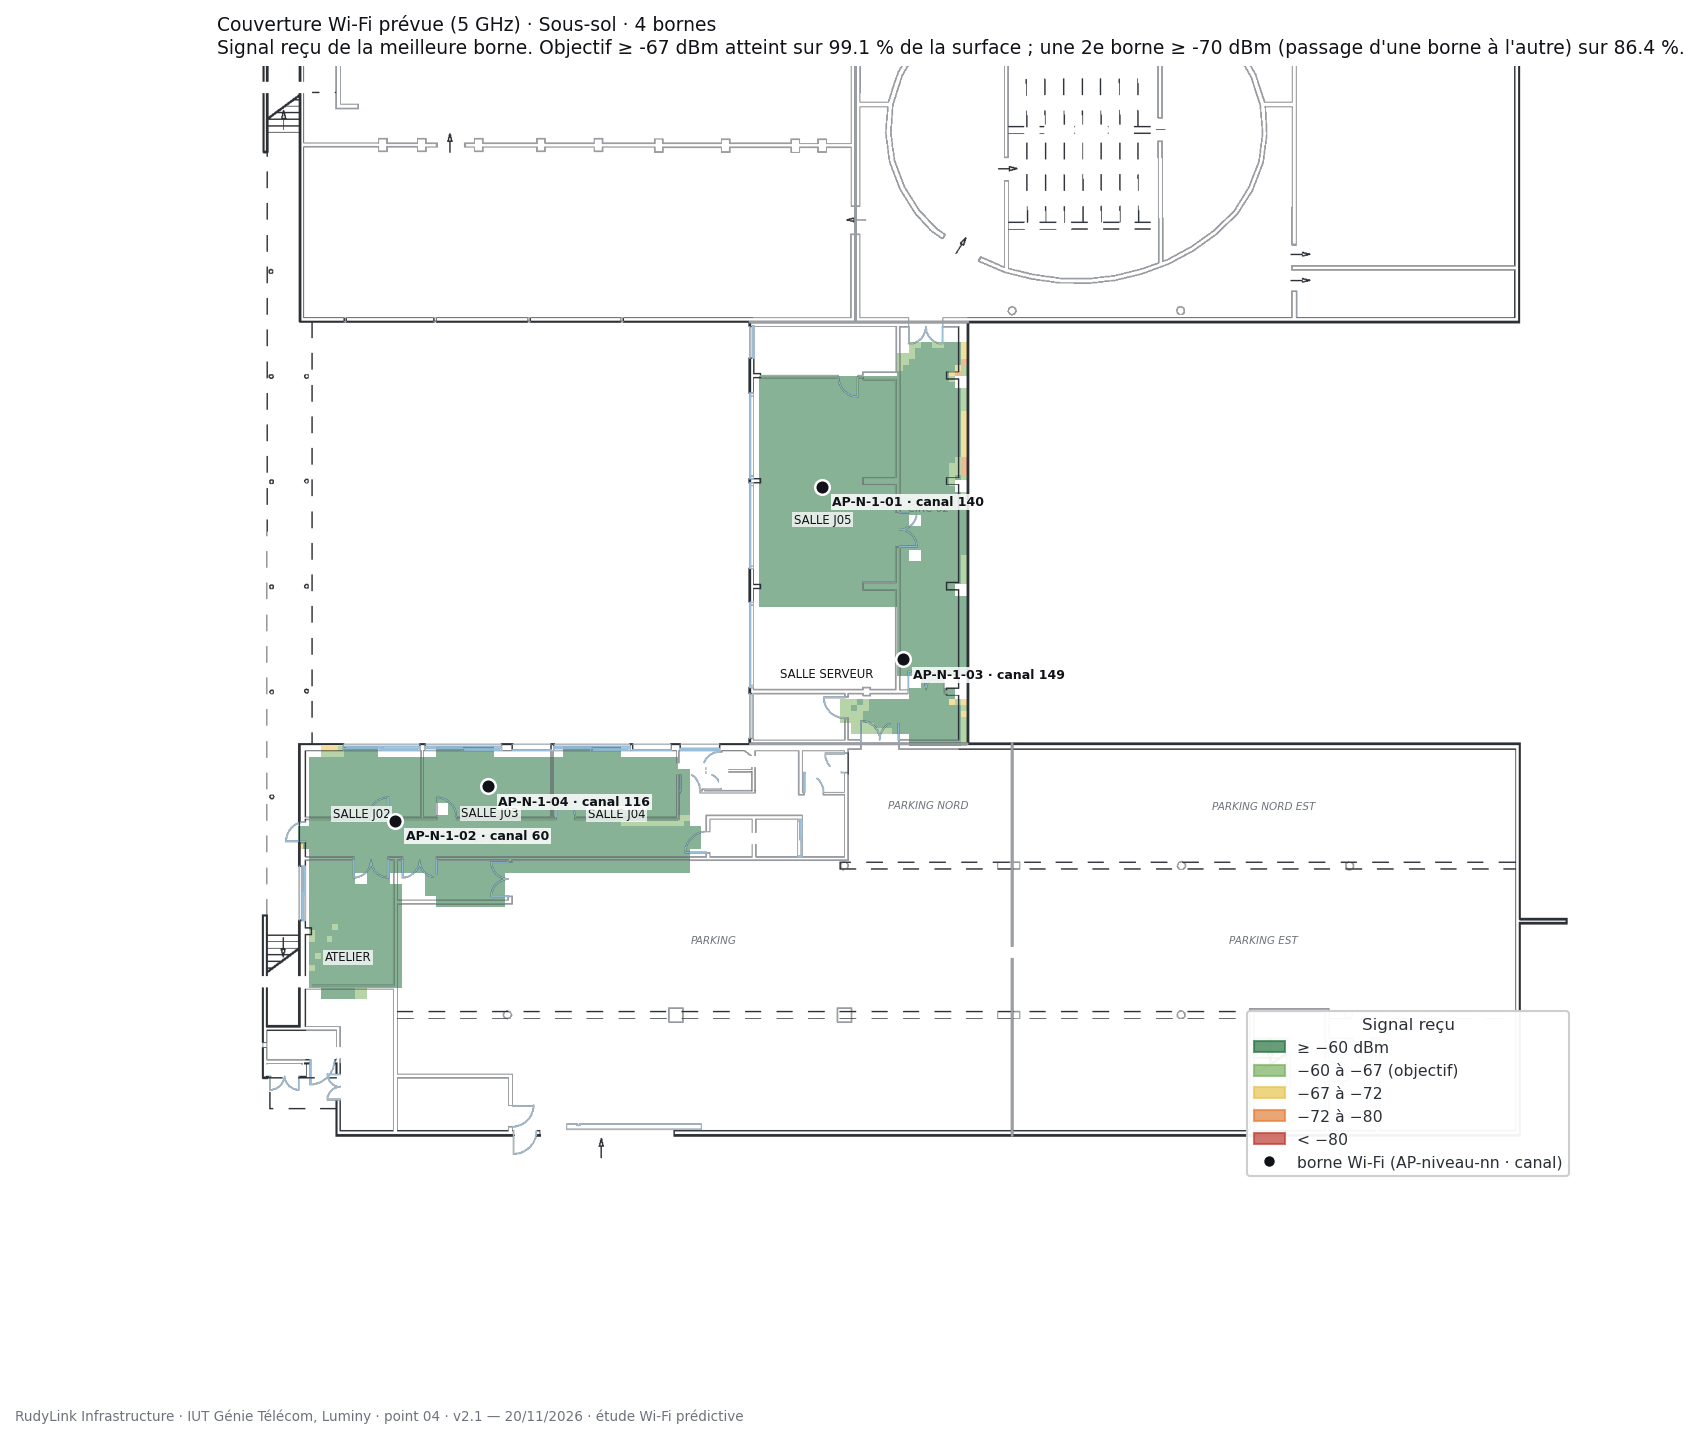 Couverture Wi-Fi prévue (5 GHz) · Sous-sol · 4 bornes
Signal reçu de la meilleure borne. Objectif ≥ -67 dBm atteint sur 99.1 % de la surface ; une 2e borne ≥ -70 dBm (passage d'une borne à l'autre) sur 86.4 %.
AP-N-1-01 · canal 140
SALLE J05
SALLE SERVEUR
AP-N-1-03 · canal 149
AP-N-1-04 · canal 116
SALLE J02
SALLE J03
SALLE J04
AP-N-1-02 · canal 60
PARKING NORD
PARKING NORD EST
PARKING
PARKING EST
ATELIER
Signal reçu
≥ −60 dBm
−60 à −67 (objectif)
−67 à −72
−72 à −80
< −80
borne Wi-Fi (AP-niveau-nn · canal)
RudyLink Infrastructure · IUT Génie Télécom, Luminy · point 04 · v2.1 — 20/11/2026 · étude Wi-Fi prédictive